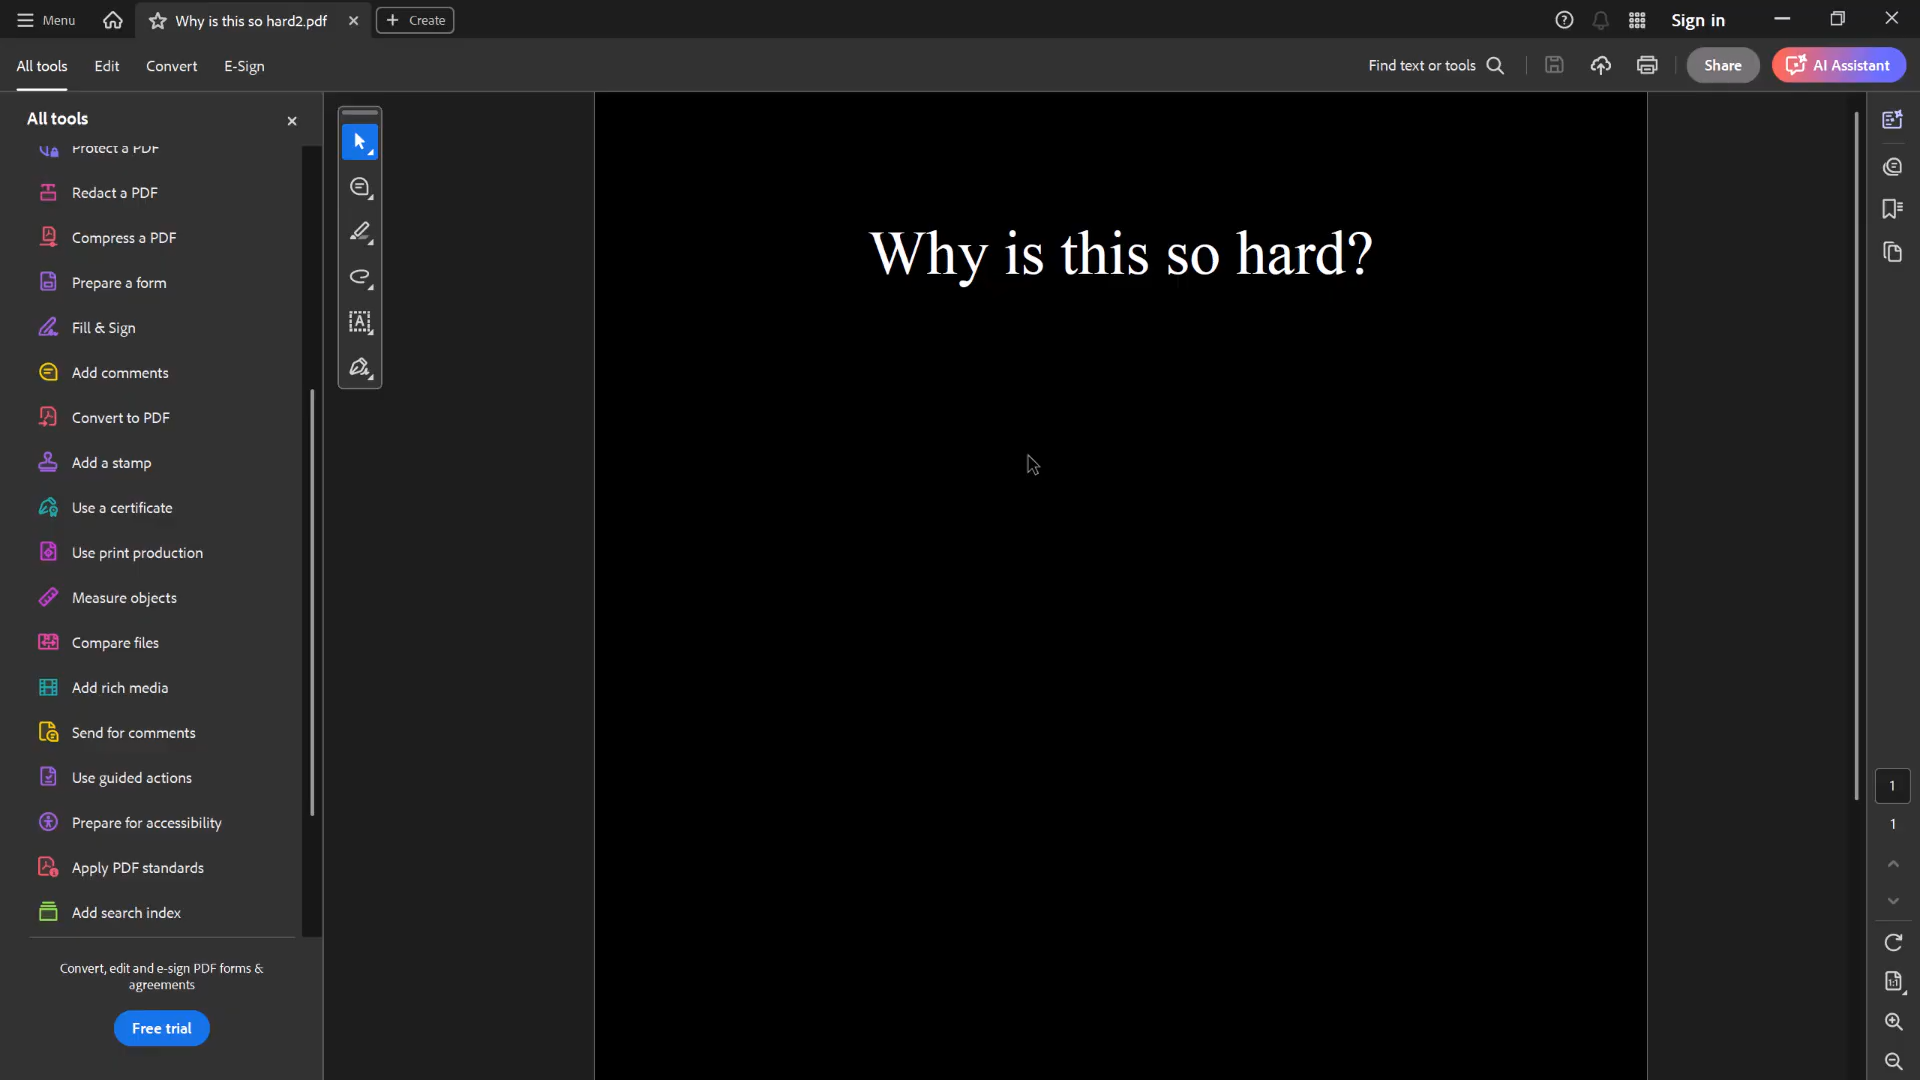 Menu
Why is this so hard2.pdf
Create
Sign in
All tools
Edit
Convert
E-Sign
Find text or tools
Share
AI Assistant
All tools
Protect a PDF
Redact a PDF
Compress a PDF
Prepare a form
Fill & Sign
Add comments
Convert to PDF
Add a stamp
Use a certificate
Use print production
Measure objects
Compare files
Add rich media
Send for comments
Use guided actions
Prepare for accessibility
Apply PDF standards
Add search index
Convert, edit and e-sign PDF forms &
agreements
Free trial
Why is this so hard?
1
1